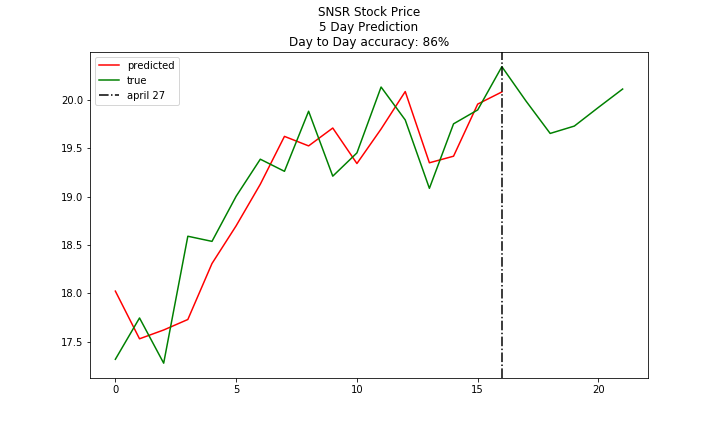 SNSR Stock Price
5 Day Prediction
Day to Day accuracy: 86%
predicted
true
april 27
20.0
19.5
19.0
18.5
18.0
17.5
0
5
10
15
20